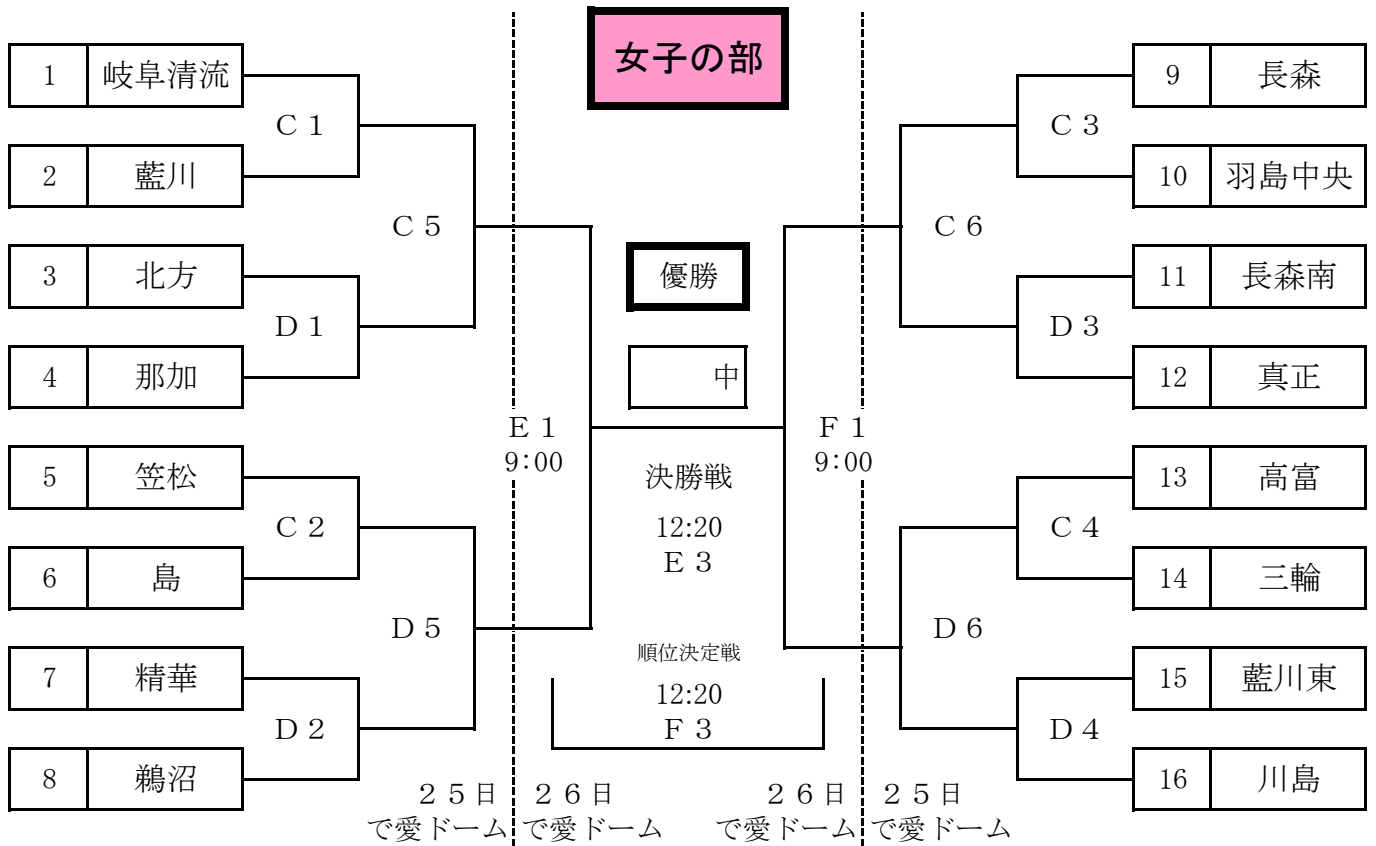 女子の部
1 岐阜清流
Ｃ１
2 藍川
Ｃ５
3 北方
Ｄ１
4 那加
Ｅ１
9:00
5 笠松
Ｃ２
6 島
Ｄ５
7 精華
Ｄ２
8 鵜沼
２５日
で愛ドーム
２６日
で愛ドーム
優勝
中
決勝戦
12:20
Ｅ３
順位決定戦
12:20
Ｆ３
9 長森
Ｃ３
10 羽島中央
Ｃ６
11 長森南
Ｄ３
12 真正
Ｆ１
9:00
13 高富
Ｃ４
14 三輪
Ｄ６
15 藍川東
Ｄ４
16 川島
２６日
で愛ドーム
２５日
で愛ドーム